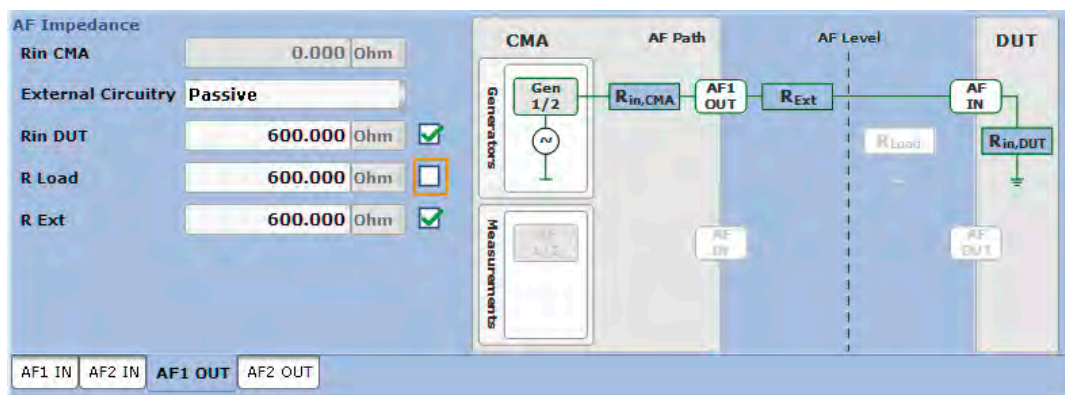 AF Impedance
Rin CMA 0.000 Ohm
External Circuitry Passive
Rin DUT 600.000 Ohm
R Load 600.000 Ohm
R Ext 600.000 Ohm
CMA AF Path AF Level DUT
Generators
Gen
1/2
Rin,CMA
AF1
OUT
RExt
RLoad
AF
IN
Rin,DUT
Measurements
AF
1/2
AF
IN
AF
OUT
AF1 IN AF2 IN AF1 OUT AF2 OUT